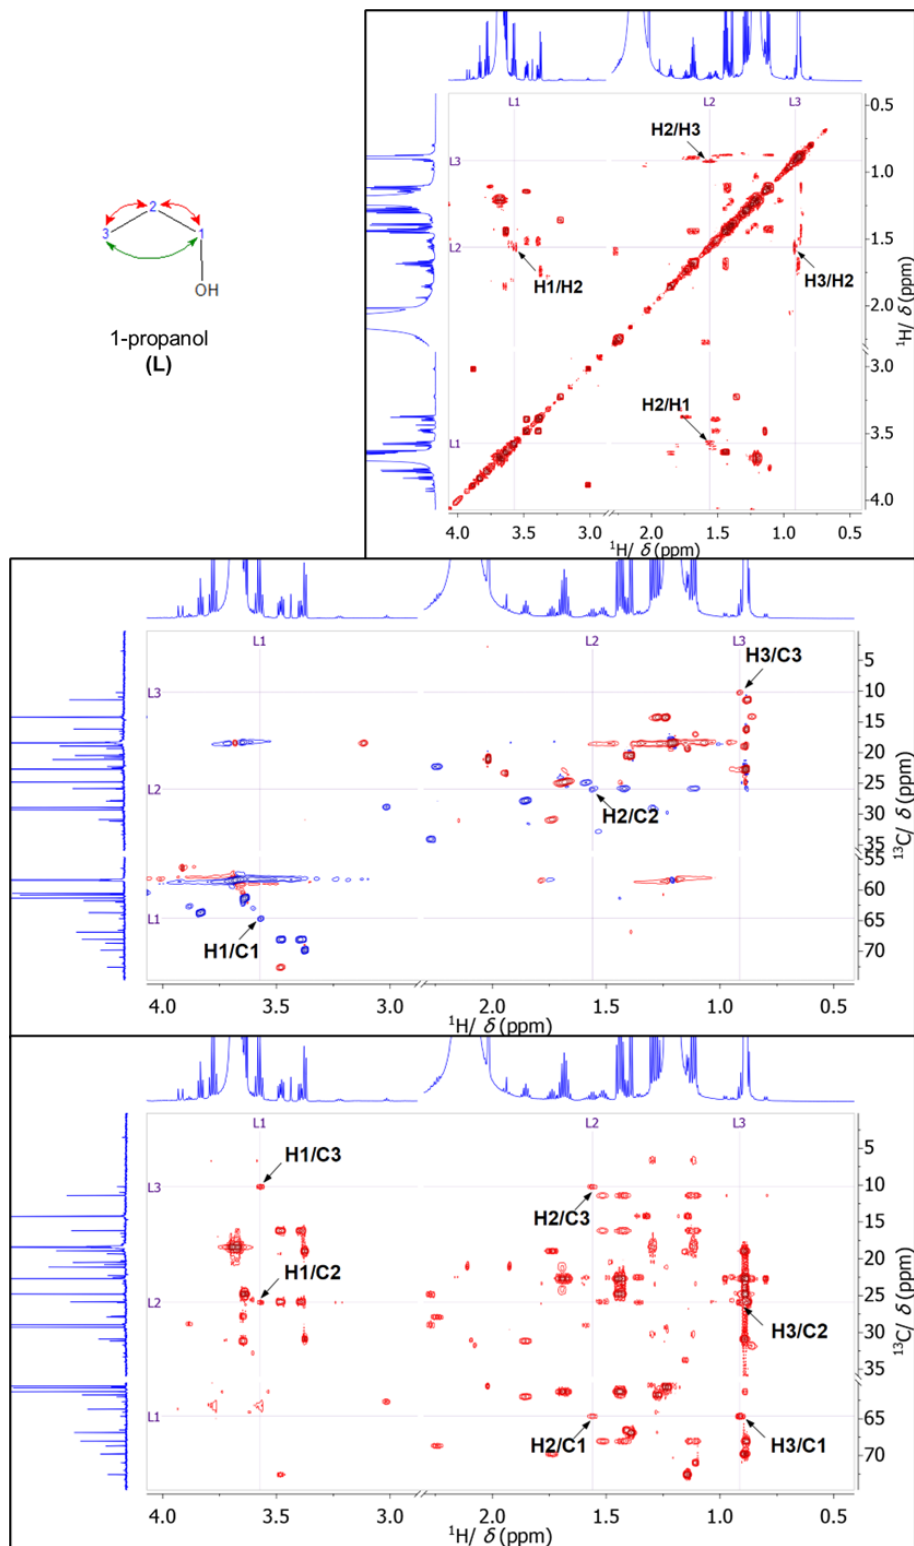 2
3
1
OH
1-propanol
(L)
L1
L2
L3
H2/H3
H1/H2
H3/H2
H2/H1
L3
L2
L1
0.5
1.0
1.5
2.0
3.0
3.5
4.0
¹H/ δ (ppm)
4.0 3.5 3.0 2.0 1.5 1.0 0.5
¹H/ δ (ppm)
L1
L2
L3
H3/C3
H2/C2
H1/C1
L3
L2
L1
5
10
15
20
25
30
35
55
60
65
70
¹³C/ δ (ppm)
4.0 3.5 3.0 2.0 1.5 1.0 0.5
¹H/ δ (ppm)
L1
L2
L3
H1/C3
H2/C3
H1/C2
H3/C2
H2/C1
H3/C1
L3
L2
L1
5
10
15
20
25
30
35
65
70
¹³C/ δ (ppm)
4.0 3.5 3.0 2.0 1.5 1.0 0.5
¹H/ δ (ppm)